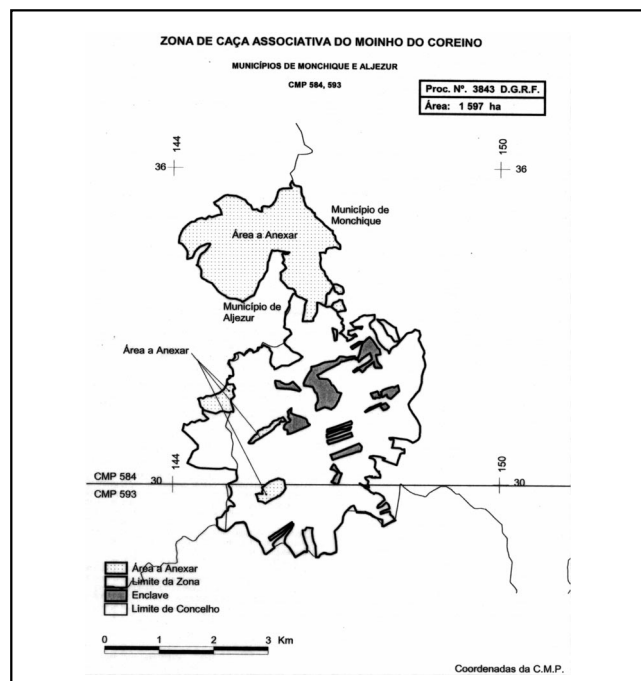 ZONA DE CAÇA ASSOCIATIVA DO MOINHO DO COREINO
MUNICÍPIOS DE MONCHIQUE E ALJEZUR
CMP 584, 593
Proc. Nº. 3843 D.G.R.F.
Área: 1 597 ha
144
150
36
36
Município de
Monchique
Área a Anexar
Município de
Aljezur
Área a Anexar
144
150
CMP 584
30
30
CMP 593
Área a Anexar
Limite da Zona
Enclave
Limite de Concelho
0 1 2 3 Km
Coordenadas da C.M.P.